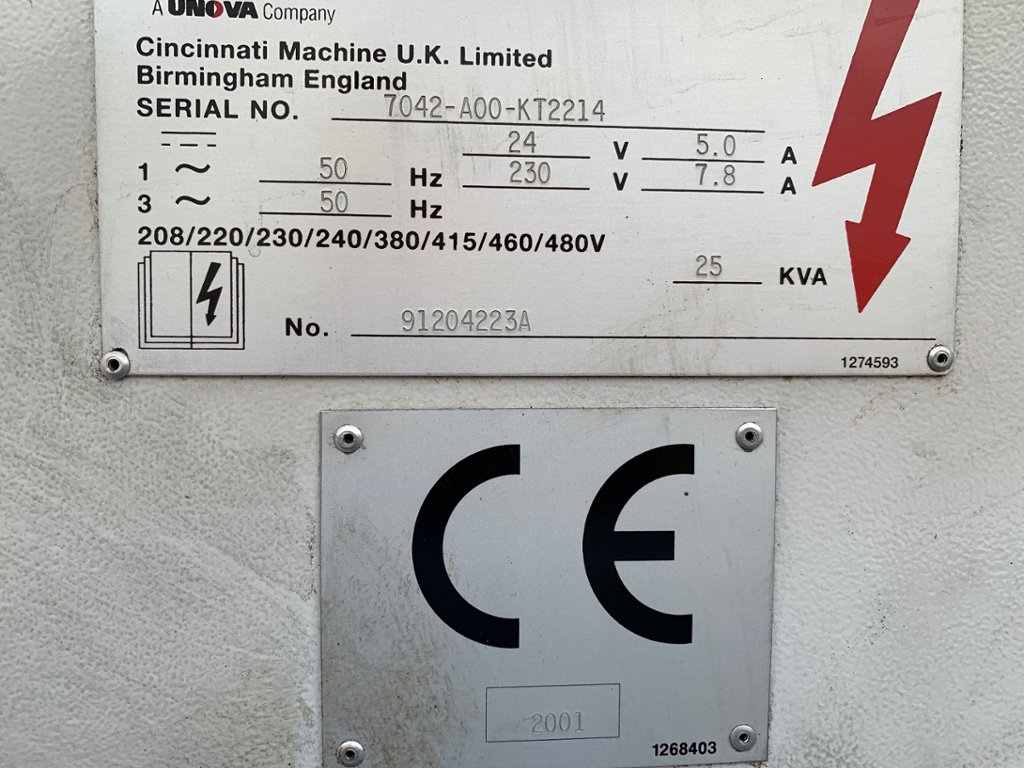 A UNOVA Company
Cincinnati Machine U.K. Limited
Birmingham England
SERIAL NO. 7042-A00-KT2214
24 V 5.0 A
1 ~ 50 Hz 230 V 7.8 A
3 ~ 50 Hz
208/220/230/240/380/415/460/480V
25 KVA
No. 91204223A
1274593
CE
2001
1268403